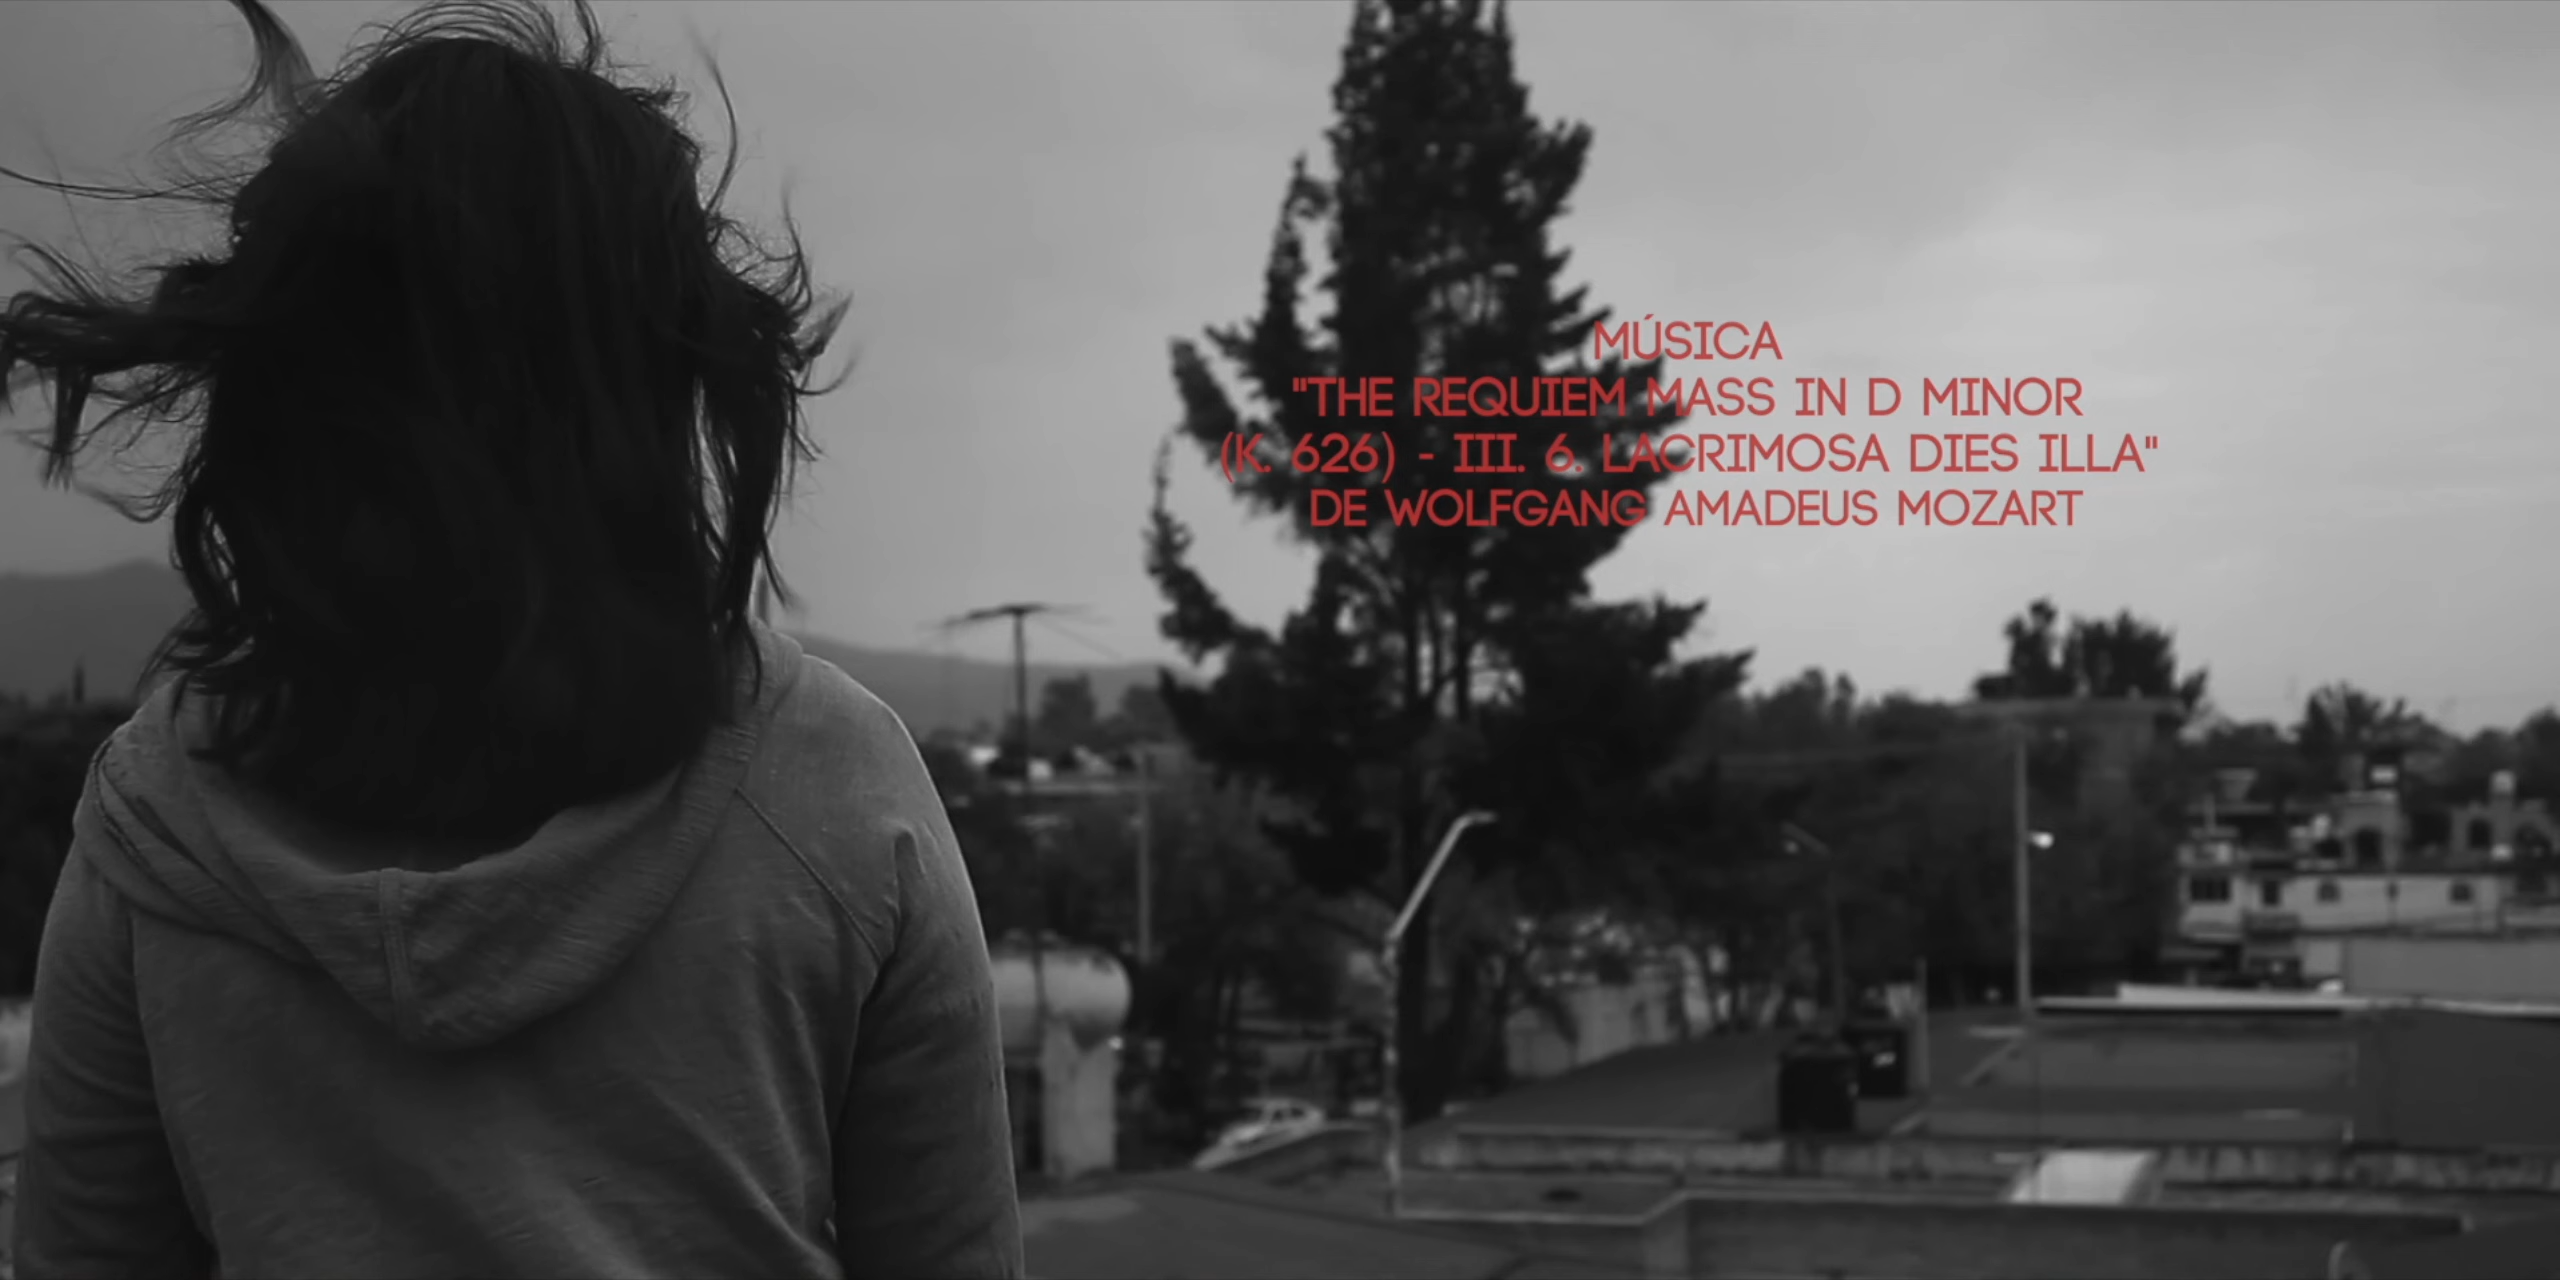 MÚSICA
"THE REQUIEM MASS IN D MINOR
(K. 626) - III. 6. LACRIMOSA DIES ILLA"
DE WOLFGANG AMADEUS MOZART